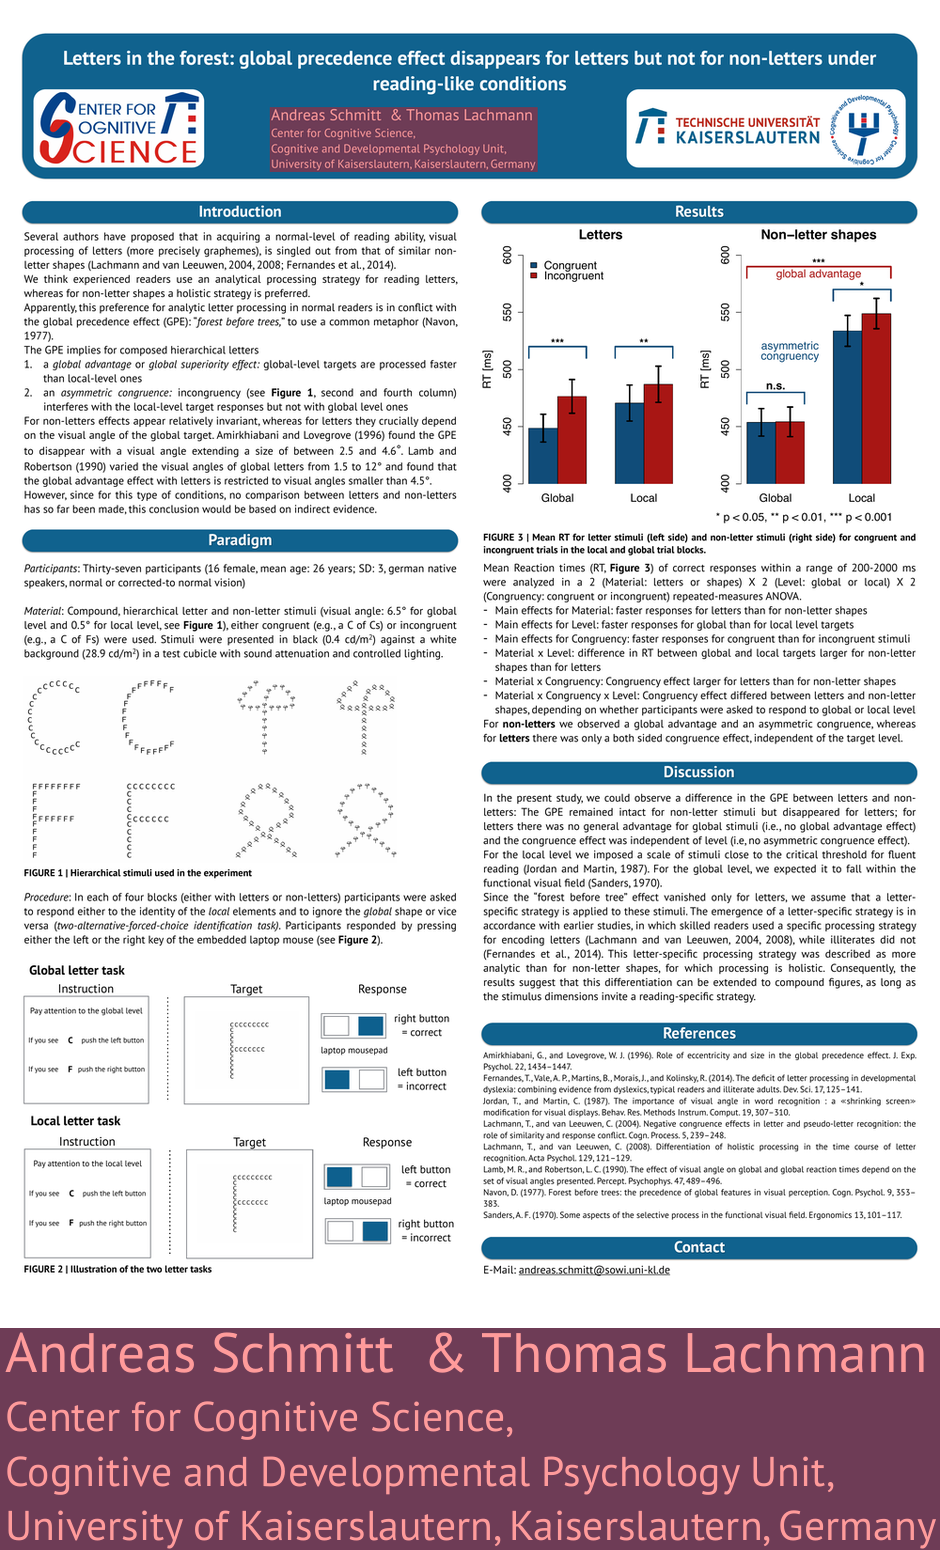 Letters in the forest: global precedence effect disappears for letters but not for non-letters under
reading-like conditions
CENTER FOR
COGNITIVE
SCIENCE
Andreas Schmitt & Thomas Lachmann
Center for Cognitive Science,
Cognitive and Developmental Psychology Unit,
University of Kaiserslautern, Kaiserslautern, Germany
TECHNISCHE UNIVERSITÄT
KAISERSLAUTERN
Cognitive and Developmental Psychology
Center for Cognitive Science
Introduction
Several authors have proposed that in acquiring a normal-level of reading ability, visual
processing of letters (more precisely graphemes), is singled out from that of similar non-
letter shapes (Lachmann and van Leeuwen, 2004, 2008; Fernandes et al., 2014).
We think experienced readers use an analytical processing strategy for reading letters,
whereas for non-letter shapes a holistic strategy is preferred.
Apparently, this preference for analytic letter processing in normal readers is in conflict with
the global precedence effect (GPE): "forest before trees," to use a common metaphor (Navon,
1977).
The GPE implies for composed hierarchical letters
1. a global advantage or global superiority effect: global-level targets are processed faster
than local-level ones
2. an asymmetric congruence: incongruency (see Figure 1, second and fourth column)
interferes with the local-level target responses but not with global level ones
For non-letters effects appear relatively invariant, whereas for letters they crucially depend
on the visual angle of the global target. Amirkhiabani and Lovegrove (1996) found the GPE
to disappear with a visual angle extending a size of between 2.5 and 4.6°. Lamb and
Robertson (1990) varied the visual angles of global letters from 1.5 to 12° and found that
the global advantage effect with letters is restricted to visual angles smaller than 4.5°.
However, since for this type of conditions, no comparison between letters and non-letters
has so far been made, this conclusion would be based on indirect evidence.
Paradigm
Participants: Thirty-seven participants (16 female, mean age: 26 years; SD: 3, german native
speakers, normal or corrected-to normal vision)
Material: Compound, hierarchical letter and non-letter stimuli (visual angle: 6.5° for global
level and 0.5° for local level, see Figure 1), either congruent (e.g., a C of Cs) or incongruent
(e.g., a C of Fs) were used. Stimuli were presented in black (0.4 cd/m²) against a white
background (28.9 cd/m²) in a test cubicle with sound attenuation and controlled lighting.
FIGURE 1 | Hierarchical stimuli used in the experiment
Procedure: In each of four blocks (either with letters or non-letters) participants were asked
to respond either to the identity of the local elements and to ignore the global shape or vice
versa (two-alternative-forced-choice identification task). Participants responded by pressing
either the left or the right key of the embedded laptop mouse (see Figure 2).
Global letter task
Instruction Target Response
Pay attention to the global level
If you see C push the left button
If you see F push the right button
right button
= correct
laptop mousepad
left button
= incorrect
Local letter task
Instruction Target Response
Pay attention to the local level
If you see C push the left button
If you see F push the right button
left button
= correct
laptop mousepad
right button
= incorrect
FIGURE 2 | Illustration of the two letter tasks
Results
Letters
Congruent
Incongruent
RT [ms]
600
550
500
450
400
***
**
Global Local
Non–letter shapes
***
global advantage
*
asymmetric
congruency
n.s.
RT [ms]
600
550
500
450
400
Global Local
* p < 0.05, ** p < 0.01, *** p < 0.001
FIGURE 3 | Mean RT for letter stimuli (left side) and non-letter stimuli (right side) for congruent and
incongruent trials in the local and global trial blocks.
Mean Reaction times (RT, Figure 3) of correct responses within a range of 200-2000 ms
were analyzed in a 2 (Material: letters or shapes) X 2 (Level: global or local) X 2
(Congruency: congruent or incongruent) repeated-measures ANOVA.
- Main effects for Material: faster responses for letters than for non-letter shapes
- Main effects for Level: faster responses for global than for local level targets
- Main effects for Congruency: faster responses for congruent than for incongruent stimuli
- Material x Level: difference in RT between global and local targets larger for non-letter
shapes than for letters
- Material x Congruency: Congruency effect larger for letters than for non-letter shapes
- Material x Congruency x Level: Congruency effect differed between letters and non-letter
shapes, depending on whether participants were asked to respond to global or local level
For non-letters we observed a global advantage and an asymmetric congruence, whereas
for letters there was only a both sided congruence effect, independent of the target level.
Discussion
In the present study, we could observe a difference in the GPE between letters and non-
letters: The GPE remained intact for non-letter stimuli but disappeared for letters; for
letters there was no general advantage for global stimuli (i.e., no global advantage effect)
and the congruence effect was independent of level (i.e, no asymmetric congruence effect).
For the local level we imposed a scale of stimuli close to the critical threshold for fluent
reading (Jordan and Martin, 1987). For the global level, we expected it to fall within the
functional visual field (Sanders, 1970).
Since the "forest before tree" effect vanished only for letters, we assume that a letter-
specific strategy is applied to these stimuli. The emergence of a letter-specific strategy is in
accordance with earlier studies, in which skilled readers used a specific processing strategy
for encoding letters (Lachmann and van Leeuwen, 2004, 2008), while illiterates did not
(Fernandes et al., 2014). This letter-specific processing strategy was described as more
analytic than for non-letter shapes, for which processing is holistic. Consequently, the
results suggest that this differentiation can be extended to compound figures, as long as
the stimulus dimensions invite a reading-specific strategy.
References
Amirkhiabani, G., and Lovegrove, W. J. (1996). Role of eccentricity and size in the global precedence effect. J. Exp.
Psychol. 22, 1434–1447.
Fernandes, T., Vale, A. P., Martins, B., Morais, J., and Kolinsky, R. (2014). The deficit of letter processing in developmental
dyslexia: combining evidence from dyslexics, typical readers and illiterate adults. Dev. Sci. 17, 125–141.
Jordan, T., and Martin, C. (1987). The importance of visual angle in word recognition : a «shrinking screen»
modification for visual displays. Behav. Res. Methods Instrum. Comput. 19, 307–310.
Lachmann, T., and van Leeuwen, C. (2004). Negative congruence effects in letter and pseudo-letter recognition: the
role of similarity and response conflict. Cogn. Process. 5, 239–248.
Lachmann, T., and van Leeuwen, C. (2008). Differentiation of holistic processing in the time course of letter
recognition. Acta Psychol. 129, 121–129.
Lamb, M. R., and Robertson, L. C. (1990). The effect of visual angle on global and global reaction times depend on the
set of visual angles presented. Percept. Psychophys. 47, 489–496.
Navon, D. (1977). Forest before trees: the precedence of global features in visual perception. Cogn. Psychol. 9, 353–
383.
Sanders, A. F. (1970). Some aspects of the selective process in the functional visual field. Ergonomics 13, 101–117.
Contact
E-Mail: andreas.schmitt@sowi.uni-kl.de
Andreas Schmitt & Thomas Lachmann
Center for Cognitive Science,
Cognitive and Developmental Psychology Unit,
University of Kaiserslautern, Kaiserslautern, Germany